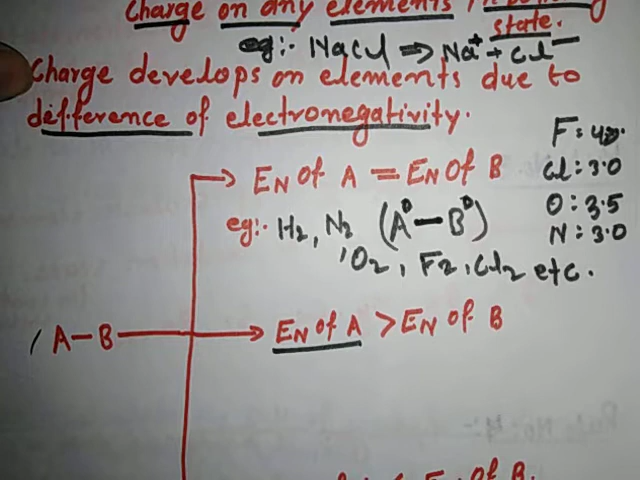 Charge on any elements in
state.
eg:- NaCl ⇒ Na⁺ + Cl⁻
Charge develops on elements due to
difference of electronegativity.
F: 4.0
→ EN Of A = EN Of B
Cl: 3.0
eg:- H2, N2 (A⁰—B⁰)
O: 3.5
N: 3.0
, O2, F2, Cl2 etc.
A-B → EN Of A > EN Of B
EN Of B.